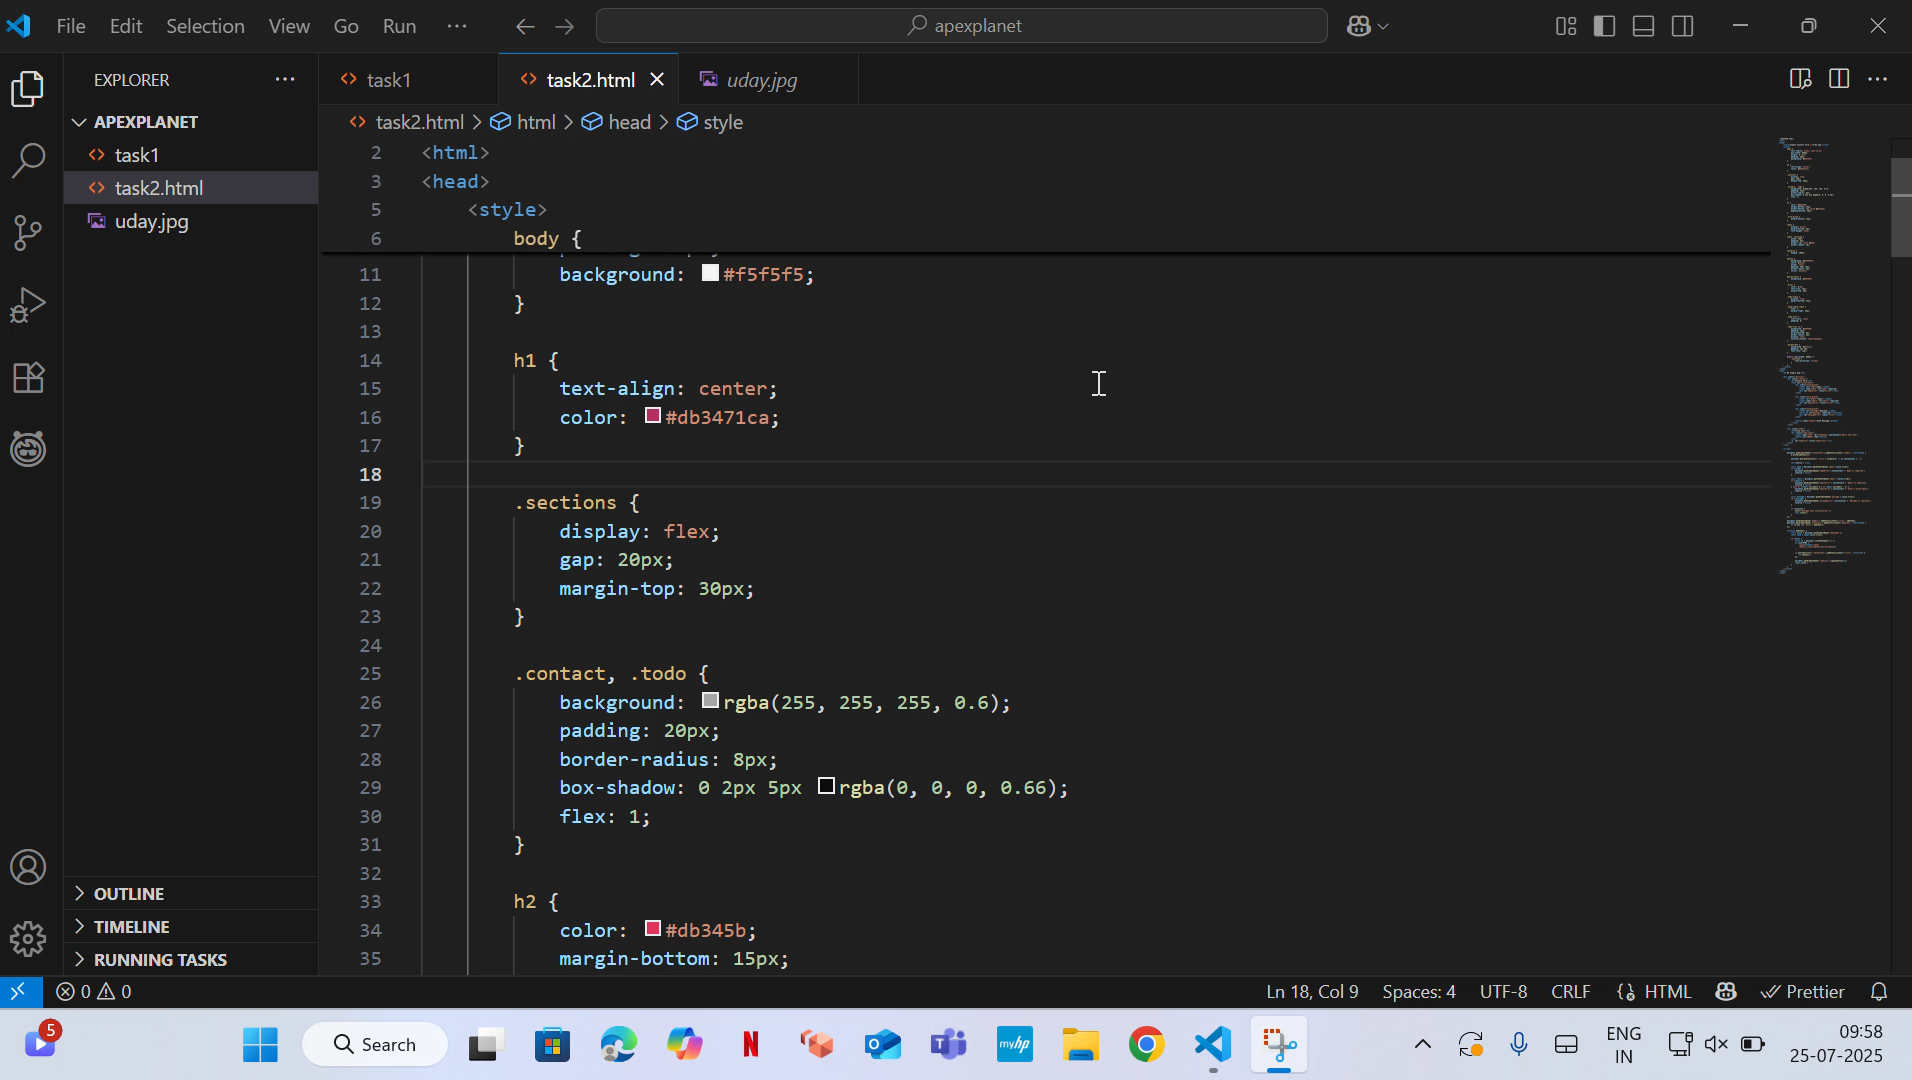 File Edit Selection View Go Run ··· apexplanet
EXPLORER ···
task1 task2.html uday.jpg
APEXPLANET
task1
task2.html
uday.jpg
OUTLINE
TIMELINE
RUNNING TASKS
task2.html > html > head > style
2 <html>
3 <head>
5 <style>
6 body {
11 background: #f5f5f5;
12 }
13
14 h1 {
15 text-align: center;
16 color: #db3471ca;
17 }
18
19 .sections {
20 display: flex;
21 gap: 20px;
22 margin-top: 30px;
23 }
24
25 .contact, .todo {
26 background: rgba(255, 255, 255, 0.6);
27 padding: 20px;
28 border-radius: 8px;
29 box-shadow: 0 2px 5px rgba(0, 0, 0, 0.66);
30 flex: 1;
31 }
32
33 h2 {
34 color: #db345b;
35 margin-bottom: 15px;
0 0 Ln 18, Col 9 Spaces: 4 UTF-8 CRLF {} HTML Prettier
5 Search N myhp ENG
IN
09:58
25-07-2025